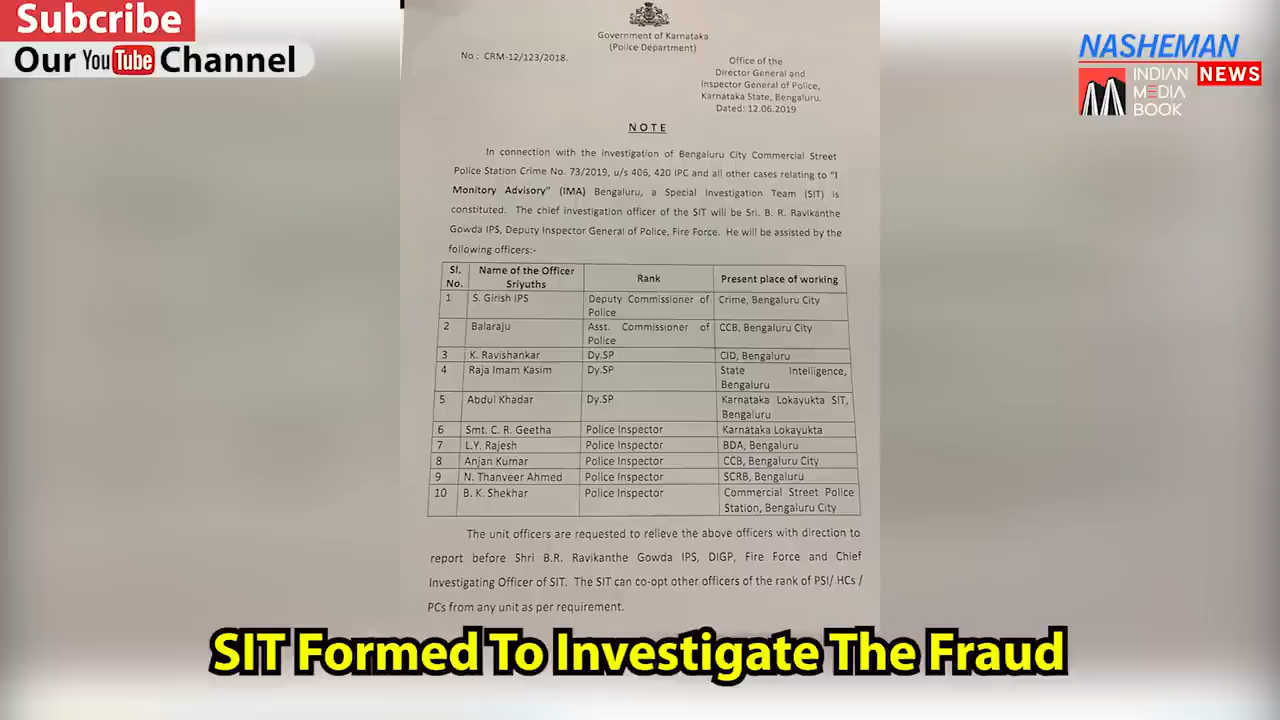 Subcribe
Our YouTube Channel
NASHEMAN
INDIAN
MEDIA
BOOK
NEWS
Government of Karnataka
(Police Department)
No : CRM-12/123/2018.
Office of the
Director General and
Inspector General of Police,
Karnataka State, Bengaluru.
Dated: 12.06.2019
NOTE
In connection with the investigation of Bengaluru City Commercial Street
Police Station Crime No. 73/2019, u/s 406, 420 IPC and all other cases relating to "I
Monitory Advisory" (IMA) Bengaluru, a Special Investigation Team (SIT) is
constituted. The chief investigation officer of the SIT will be Sri. B. R. Ravikanthe
Gowda IPS, Deputy Inspector General of Police, Fire Force. He will be assisted by the
following officers:-
Sl. No. Name of the Officer Sriyuths Rank Present place of working
1 S. Girish IPS Deputy Commissioner of Police Crime, Bengaluru City
2 Balaraju Asst. Commissioner of Police CCB, Bengaluru City
3 K. Ravishankar Dy.SP CID, Bengaluru
4 Raja Imam Kasim Dy.SP State Intelligence, Bengaluru
5 Abdul Khadar Dy.SP Karnataka Lokayukta SIT, Bengaluru
6 Smt. C. R. Geetha Police Inspector Karnataka Lokayukta
7 L.Y. Rajesh Police Inspector BDA, Bengaluru
8 Anjan Kumar Police Inspector CCB, Bengaluru City
9 N. Thanveer Ahmed Police Inspector SCRB, Bengaluru
10 B. K. Shekhar Police Inspector Commercial Street Police Station, Bengaluru City
The unit officers are requested to relieve the above officers with direction to
report before Shri B.R. Ravikanthe Gowda IPS, DIGP, Fire Force and Chief
Investigating Officer of SIT. The SIT can co-opt other officers of the rank of PSI/ HCs /
PCs from any unit as per requirement.
SIT Formed To Investigate The Fraud